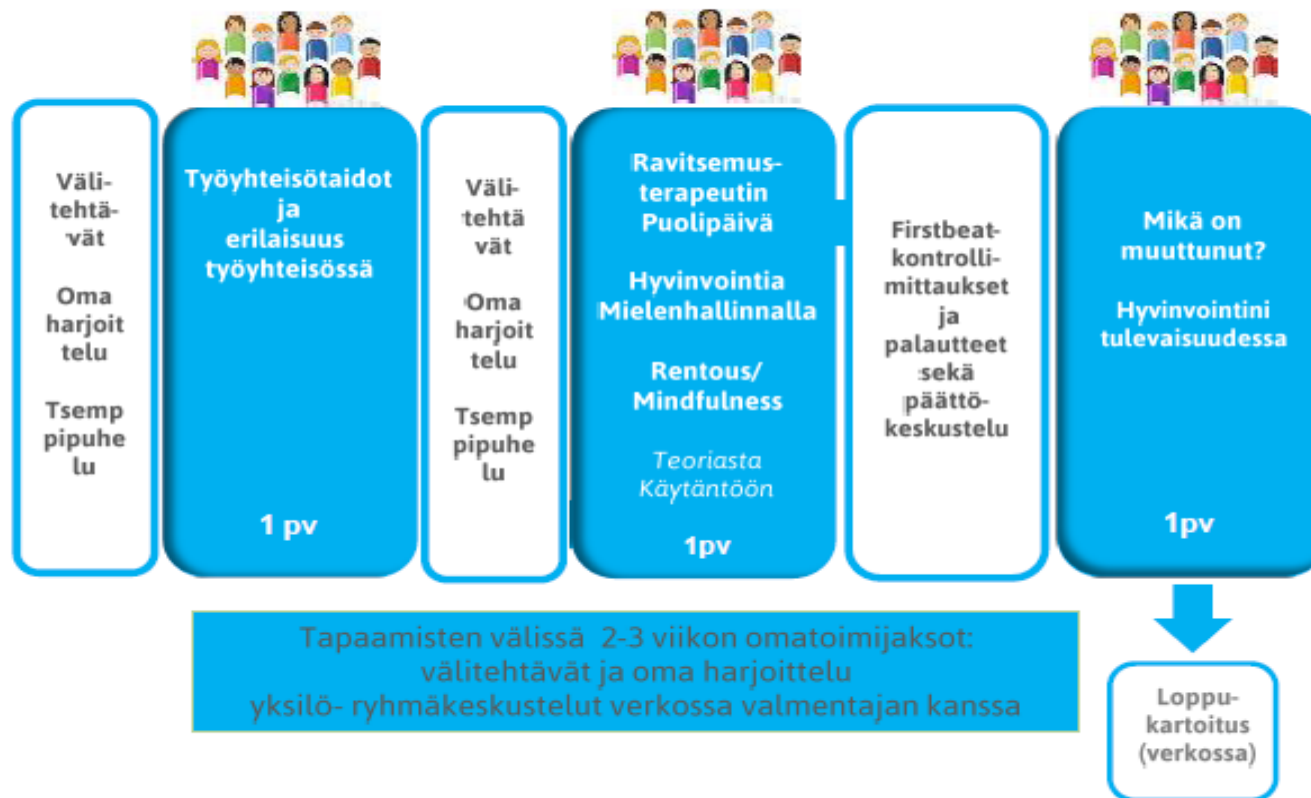 Väli-
tehtä-
vät
Oma
harjoit
telu
Tsemp
pipuhe
lu
Työyhteisötaidot
ja
erilaisuus
työyhteisössä
1 pv
Väli-
tehtä
vät
Oma
harjoit
telu
Tsemp
pipuhe
lu
Ravitsemus-
terapeutin
Puolipäivä
Hyvinvointia
Mielenhallinnalla
Rentous/
Mindfulness
Teoriasta
Käytäntöön
1pv
Firstbeat-
kontrolli-
mittaukset
ja
palautteet
sekä
päättö-
keskustelu
Mikä on
muuttunut?
Hyvinvointini
tulevaisuudessa
1pv
Tapaamisten välissä 2-3 viikon omatoimijaksot:
välitehtävät ja oma harjoittelu
yksilö- ryhmäkeskustelut verkossa valmentajan kanssa
Loppu-
kartoitus
(verkossa)